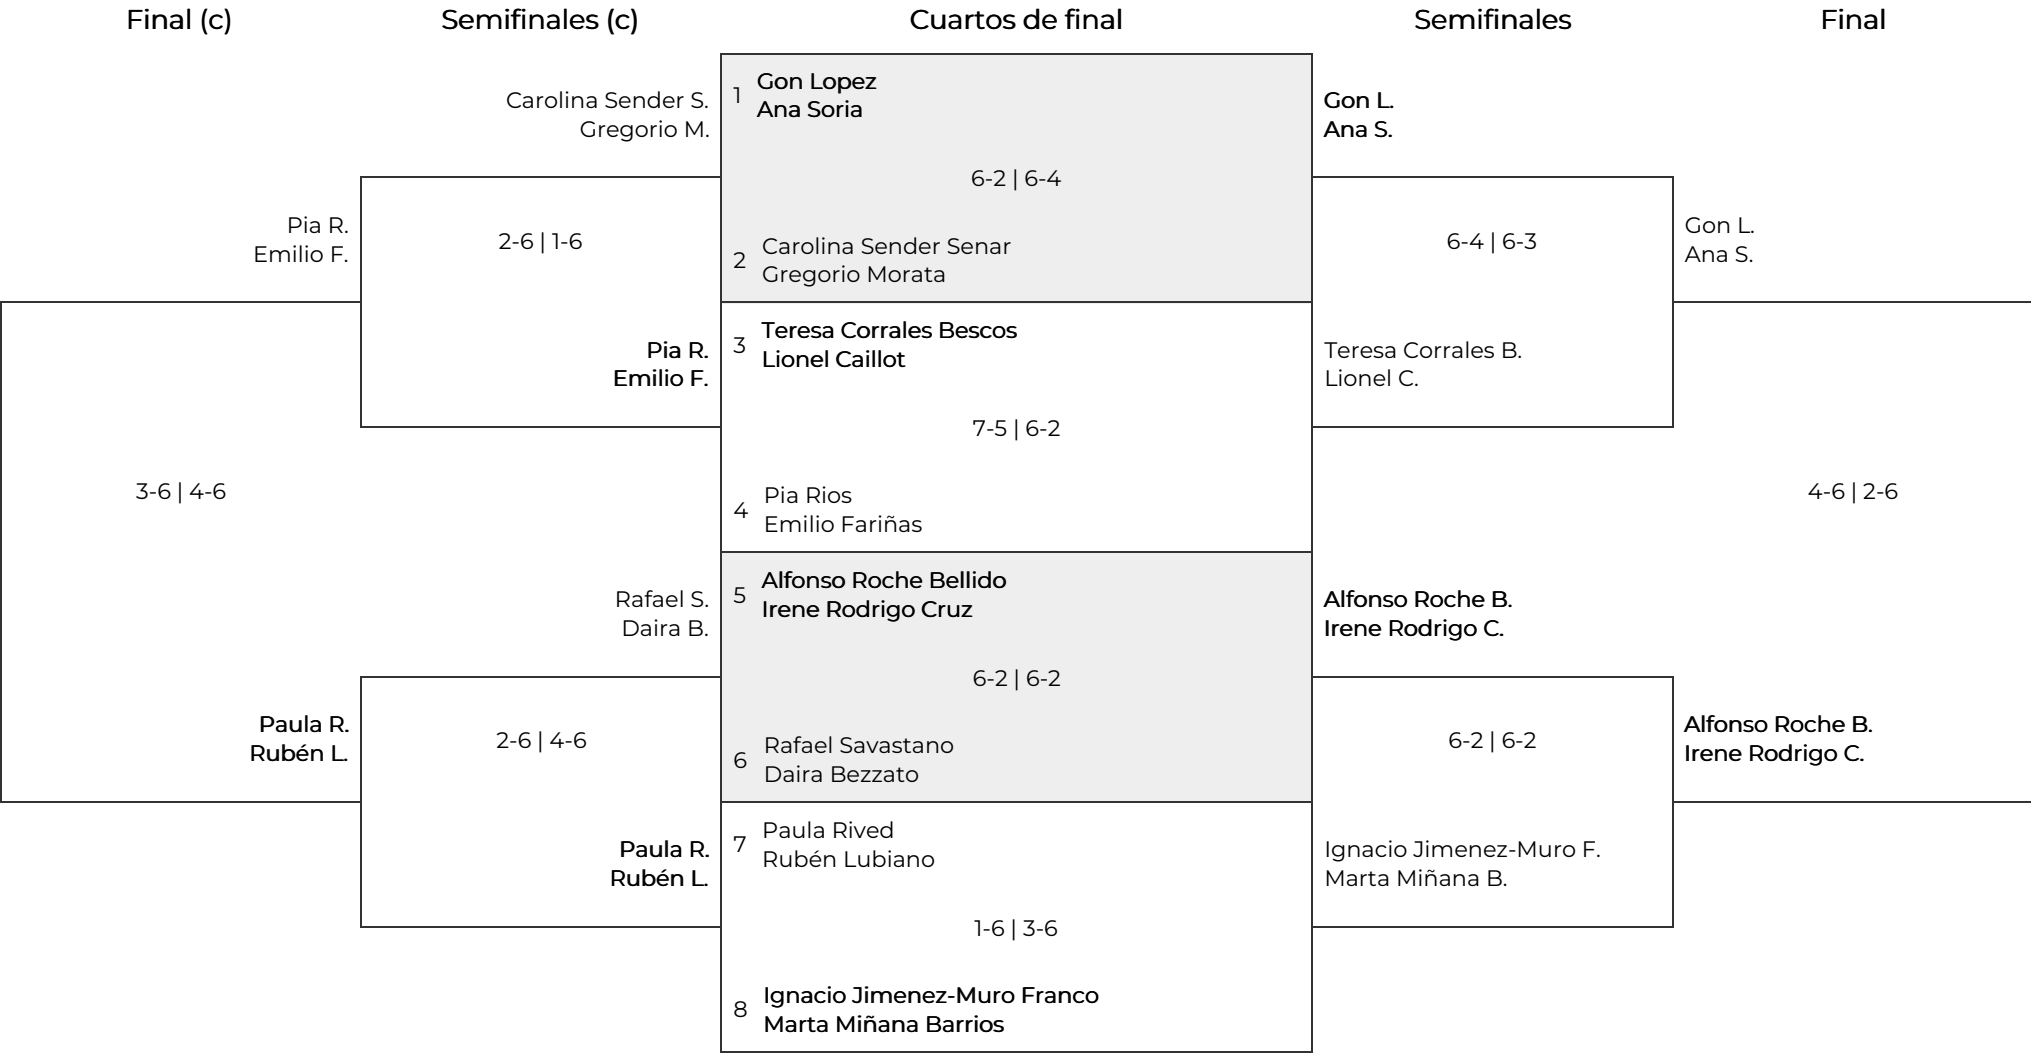 Final (c)
Semifinales (c)
Cuartos de final
Semifinales
Final
Carolina Sender S.
Gregorio M.
Pia R.
Emilio F.
2-6 | 1-6
Pia R.
Emilio F.
3-6 | 4-6
Rafael S.
Daira B.
Paula R.
Rubén L.
2-6 | 4-6
Paula R.
Rubén L.
1
Gon Lopez
Ana Soria
6-2 | 6-4
2
Carolina Sender Senar
Gregorio Morata
3
Teresa Corrales Bescos
Lionel Caillot
7-5 | 6-2
4
Pia Rios
Emilio Fariñas
5
Alfonso Roche Bellido
Irene Rodrigo Cruz
6-2 | 6-2
6
Rafael Savastano
Daira Bezzato
7
Paula Rived
Rubén Lubiano
1-6 | 3-6
8
Ignacio Jimenez-Muro Franco
Marta Miñana Barrios
Gon L.
Ana S.
6-4 | 6-3
Teresa Corrales B.
Lionel C.
Alfonso Roche B.
Irene Rodrigo C.
6-2 | 6-2
Ignacio Jimenez-Muro F.
Marta Miñana B.
Gon L.
Ana S.
4-6 | 2-6
Alfonso Roche B.
Irene Rodrigo C.